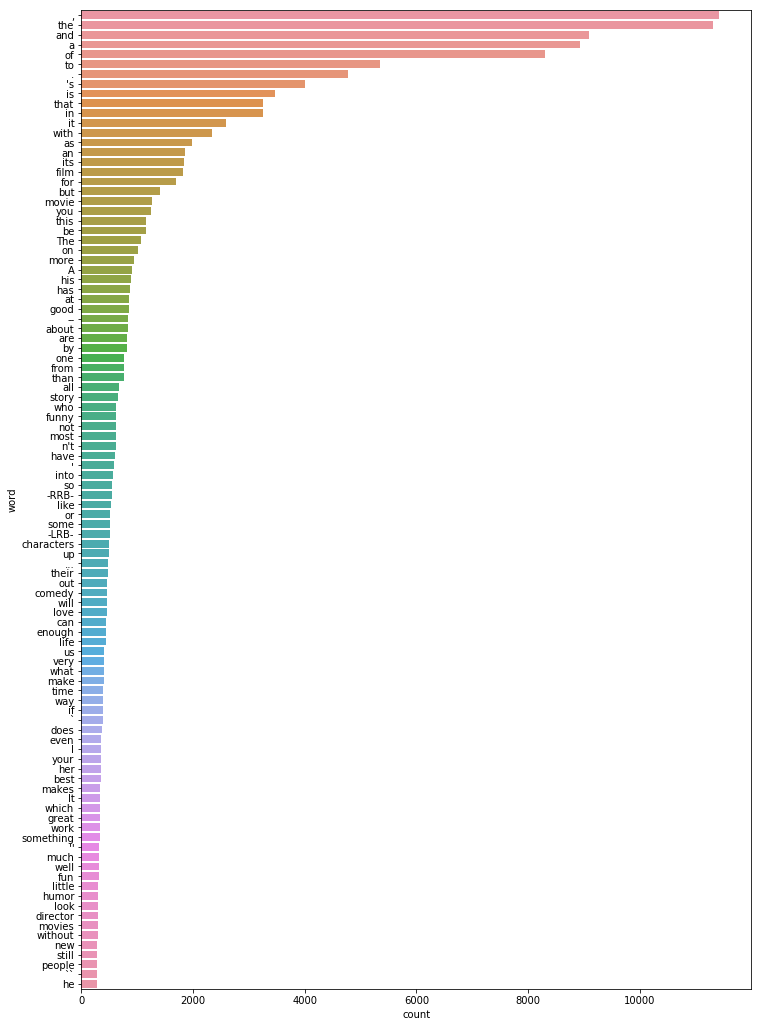 ,
the
and
a
of
to
.
's
is
that
in
it
with
as
an
its
film
for
but
movie
you
this
be
The
on
more
A
his
has
at
good
--
about
are
by
one
from
than
all
story
who
funny
not
most
n't
have
'
into
so
-RRB-
like
or
some
-LRB-
characters
up
...
their
out
comedy
will
love
can
enough
life
us
very
what
make
time
way
if
`
does
even
I
your
her
best
makes
It
which
great
work
something
''
much
well
fun
little
humor
look
director
movies
without
new
still
people
``
he
word
0 2000 4000 6000 8000 10000
count